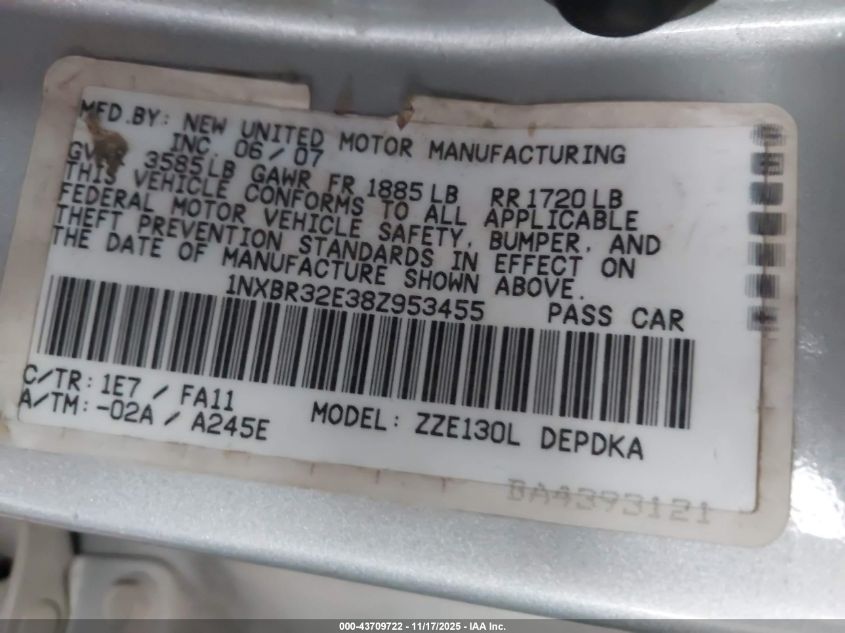 MFD.BY: NEW UNITED MOTOR MANUFACTURING
INC 06/07
GVWR 3585LB GAWR FR 1885LB RR1720LB
THIS VEHICLE CONFORMS TO ALL APPLICABLE
FEDERAL MOTOR VEHICLE SAFETY, BUMPER, AND
THEFT PREVENTION STANDARDS IN EFFECT ON
THE DATE OF MANUFACTURE SHOWN ABOVE.
1NXBR32E38Z953455 PASS CAR
C/TR: 1E7 / FA11
A/TM: -02A / A245E
MODEL: ZZE130L DEPDKA
BA4393121
000-43709722 - 11/17/2025 - IAA Inc.